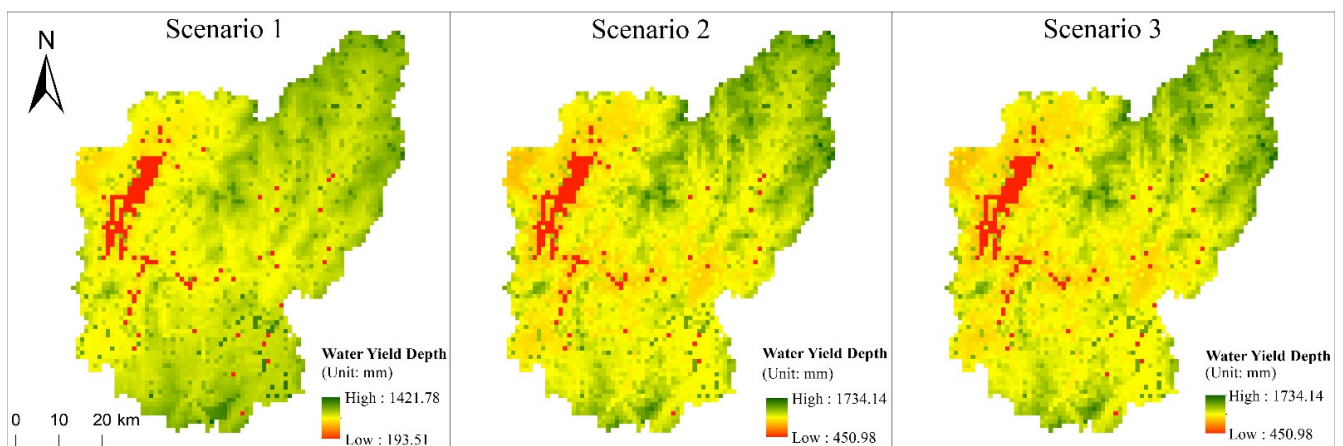 Scenario 1
N
Water Yield Depth
(Unit: mm)
High : 1421.78
Low : 193.51
0 10 20 km
Scenario 2
Water Yield Depth
(Unit: mm)
High : 1734.14
Low : 450.98
Scenario 3
Water Yield Depth
(Unit: mm)
High : 1734.14
Low : 450.98